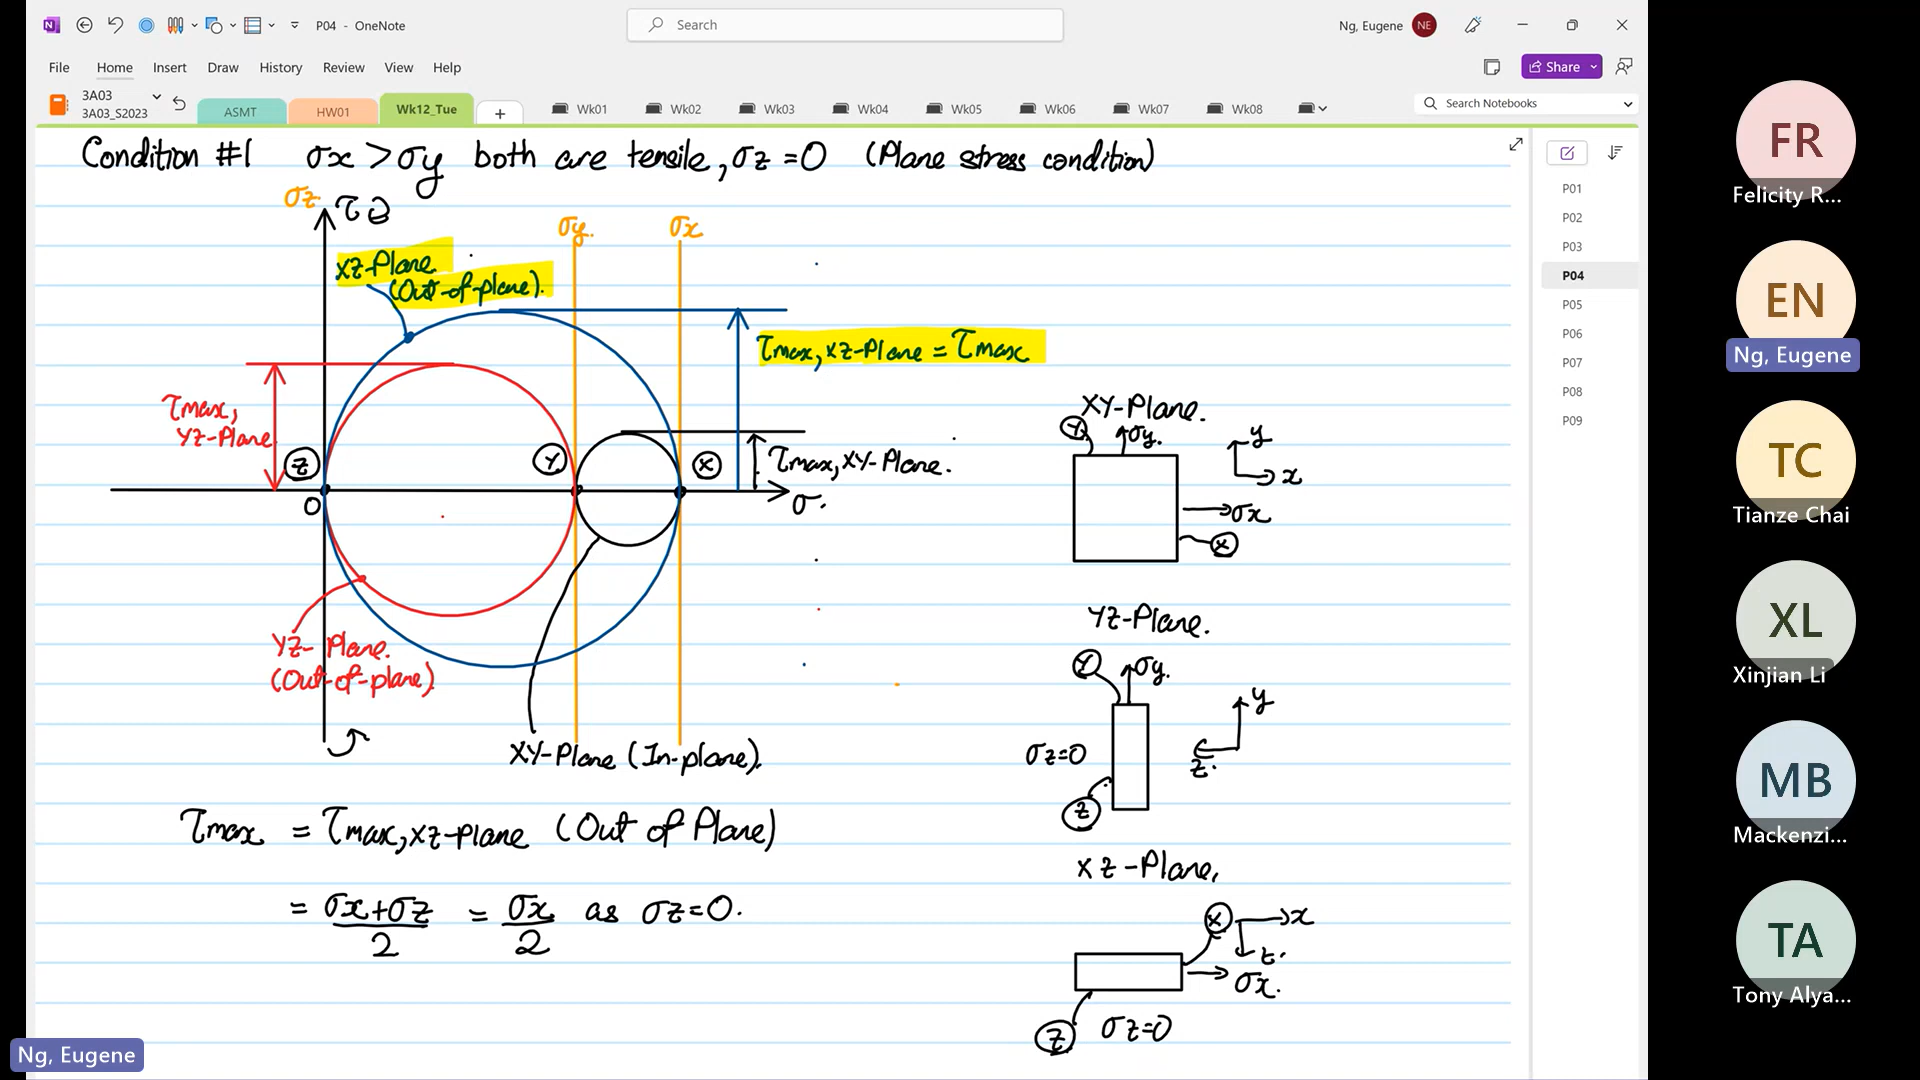 P04 - OneNote
Search
Ng, Eugene
NE
File Home Insert Draw History Review View Help
Share
3A03
3A03_S2023
ASMT
HW01
Wk12_Tue
+
Wk01
Wk02
Wk03
Wk04
Wk05
Wk06
Wk07
Wk08
Search Notebooks
Condition #1 σx > σy both are tensile, σz = 0 (Plane stress condition)
σz
τ
σy.
σx
XZ-Plane
(Out-of-plane).
τmax, XZ-Plane = τmax
τmax,
YZ-Plane
Z
Y
X
τmax, XY-Plane.
O
σ.
YZ-Plane.
(Out-of-plane).
XY-Plane (In-plane).
τmax = τmax, XZ-Plane (Out of Plane)
= σx+σz / 2 = σx / 2 as σz = 0.
XY-Plane.
Y
σy.
y
x
σx
X
YZ-Plane.
Y
σy.
y
σz=0
z.
Z
XZ-Plane,
X
x
z.
σx.
Z
σz=0
P01
P02
P03
P04
P05
P06
P07
P08
P09
FR
Felicity R...
EN
Ng, Eugene
TC
Tianze Chai
XL
Xinjian Li
MB
Mackenzi...
TA
Tony Alya...
Ng, Eugene